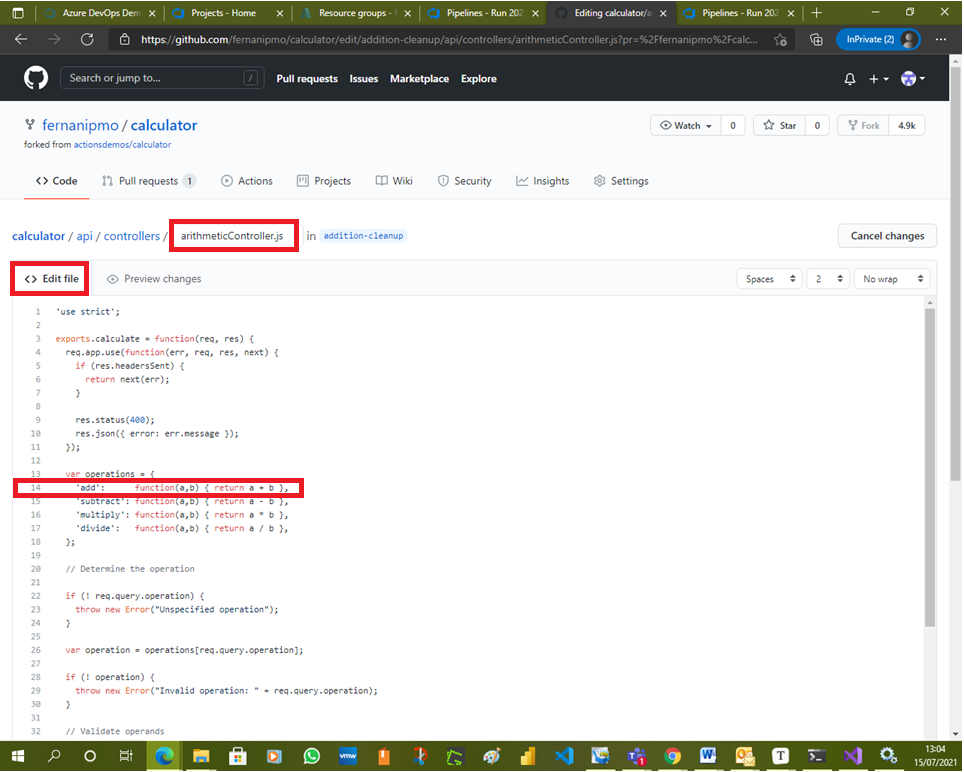 Azure DevOps Demo
Projects - Home
Resource groups -
Pipelines - Run 202
Editing calculator/a
Pipelines - Run 202
https://github.com/fernanipmo/calculator/edit/addition-cleanup/api/controllers/arithmeticController.js?pr=%2Ffernanipmo%2Fcalc...
InPrivate (2)
Search or jump to...
/
Pull requests Issues Marketplace Explore
fernanipmo / calculator
forked from actionsdemos/calculator
Watch 0 Star 0 Fork 4.9k
Code Pull requests 1 Actions Projects Wiki Security Insights Settings
calculator / api / controllers / arithmeticController.js in addition-cleanup Cancel changes
<> Edit file Preview changes Spaces 2 No wrap
1 'use strict';
2
3 exports.calculate = function(req, res) {
4 req.app.use(function(err, req, res, next) {
5 if (res.headersSent) {
6 return next(err);
7 }
8
9 res.status(400);
10 res.json({ error: err.message });
11 });
12
13 var operations = {
14 'add': function(a,b) { return a + b },
15 'subtract': function(a,b) { return a - b },
16 'multiply': function(a,b) { return a * b },
17 'divide': function(a,b) { return a / b },
18 };
19
20 // Determine the operation
21
22 if (! req.query.operation) {
23 throw new Error("Unspecified operation");
24 }
25
26 var operation = operations[req.query.operation];
27
28 if (! operation) {
29 throw new Error("Invalid operation: " + req.query.operation);
30 }
31
32 // Validate operands
13:04
15/07/2021